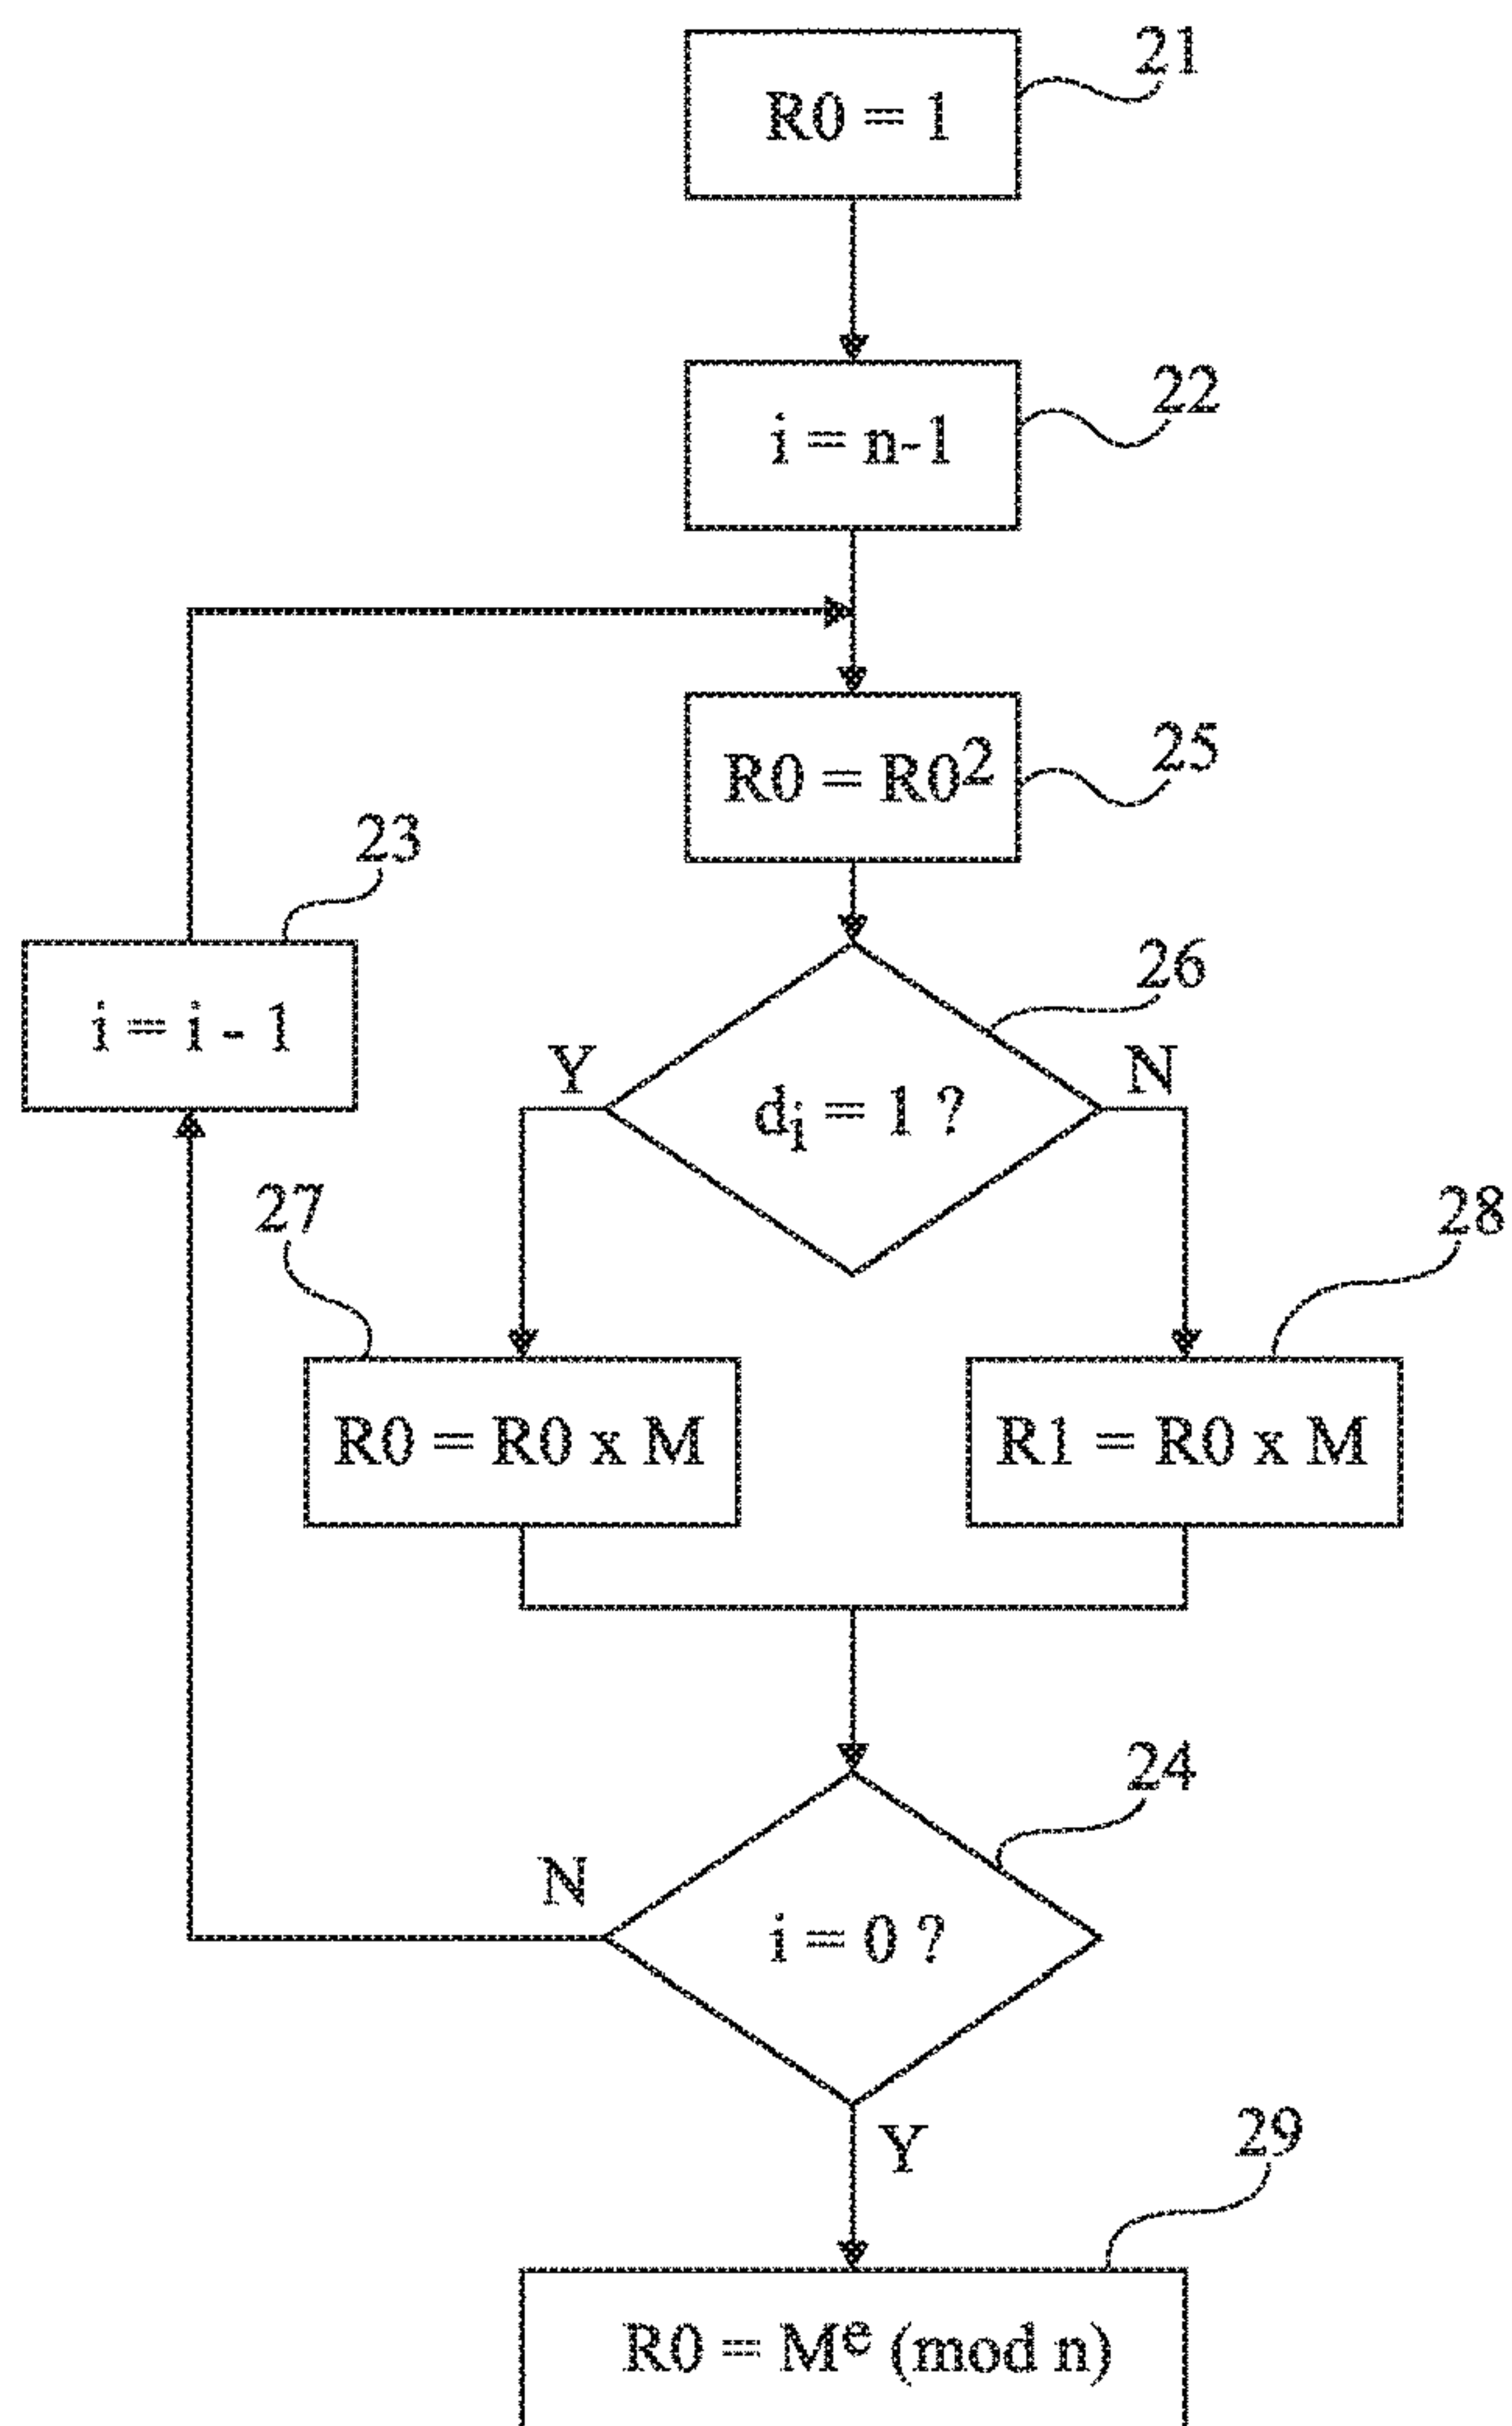 21
R0 = 1
22
i = n-1
25
R0 = R0²
23
i = i - 1
26
Y
N
dᵢ = 1 ?
27
28
R0 = R0 x M
R1 = R0 x M
24
N
i = 0 ?
Y
29
R0 = Mᵉ (mod n)